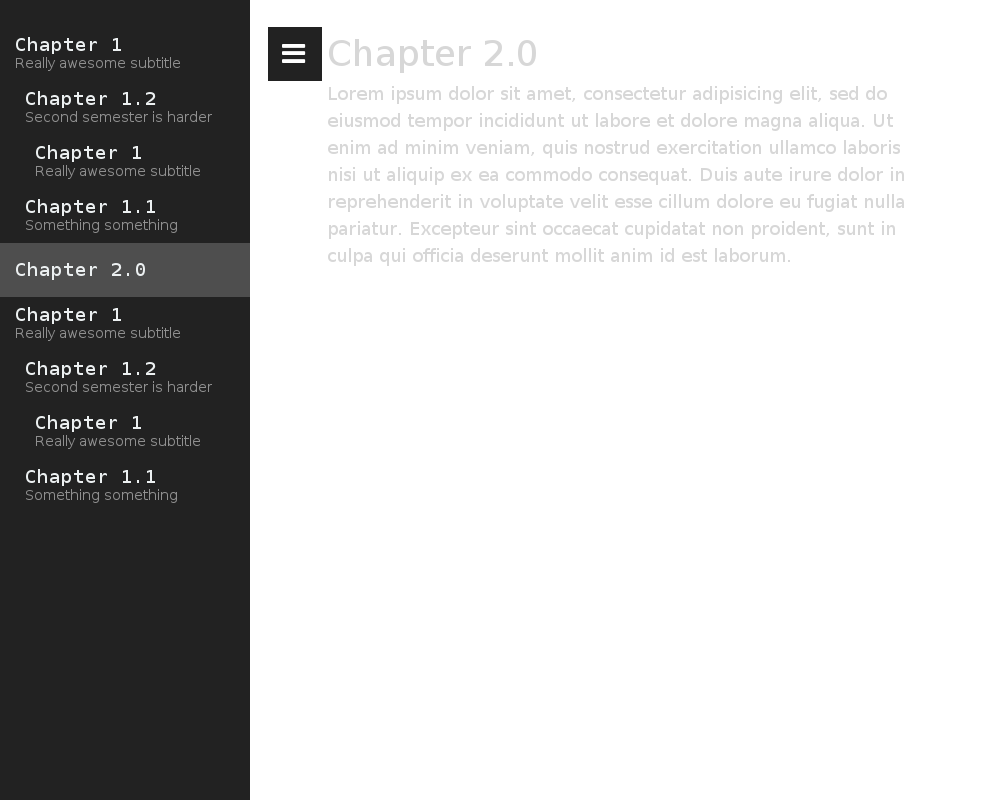 Chapter 1
Really awesome subtitle
Chapter 1.2
Second semester is harder
Chapter 1
Really awesome subtitle
Chapter 1.1
Something something
Chapter 2.0
Chapter 1
Really awesome subtitle
Chapter 1.2
Second semester is harder
Chapter 1
Really awesome subtitle
Chapter 1.1
Something something
Chapter 2.0
Lorem ipsum dolor sit amet, consectetur adipisicing elit, sed do
eiusmod tempor incididunt ut labore et dolore magna aliqua. Ut
enim ad minim veniam, quis nostrud exercitation ullamco laboris
nisi ut aliquip ex ea commodo consequat. Duis aute irure dolor in
reprehenderit in voluptate velit esse cillum dolore eu fugiat nulla
pariatur. Excepteur sint occaecat cupidatat non proident, sunt in
culpa qui officia deserunt mollit anim id est laborum.